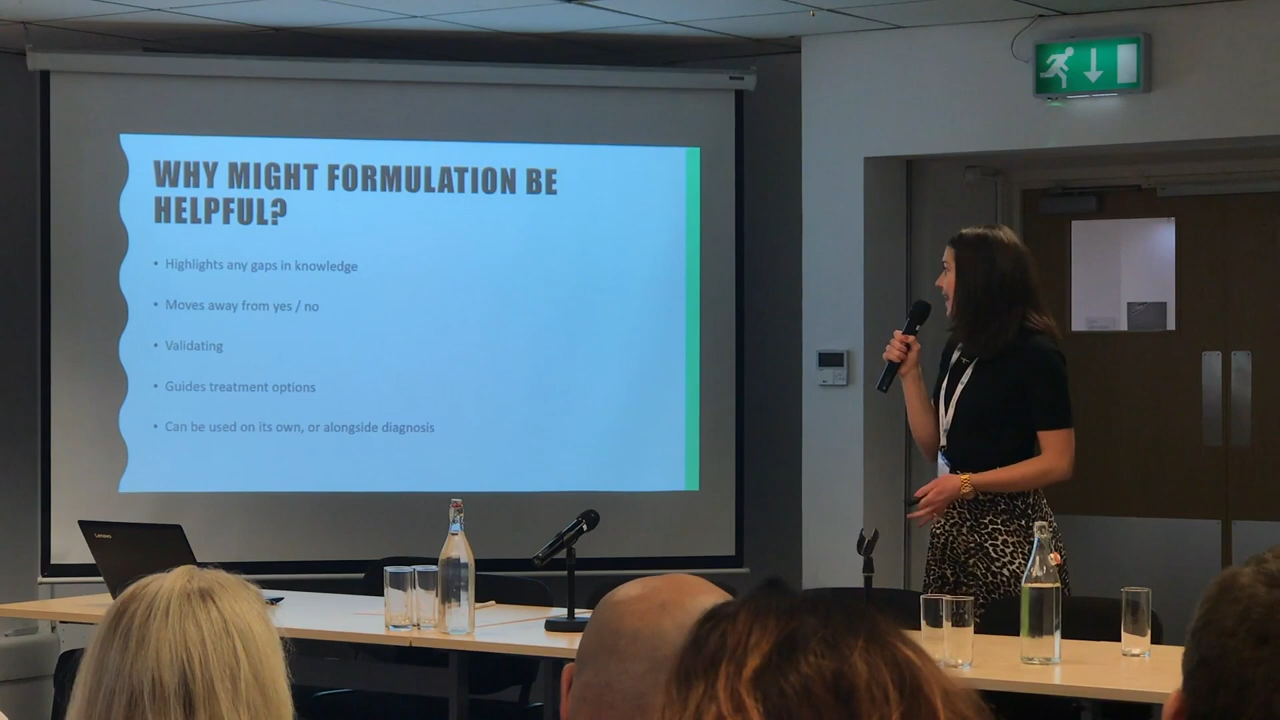 WHY MIGHT FORMULATION BE
HELPFUL?
• Highlights any gaps in knowledge
• Moves away from yes / no
• Validating
• Guides treatment options
• Can be used on its own, or alongside diagnosis
Lenovo